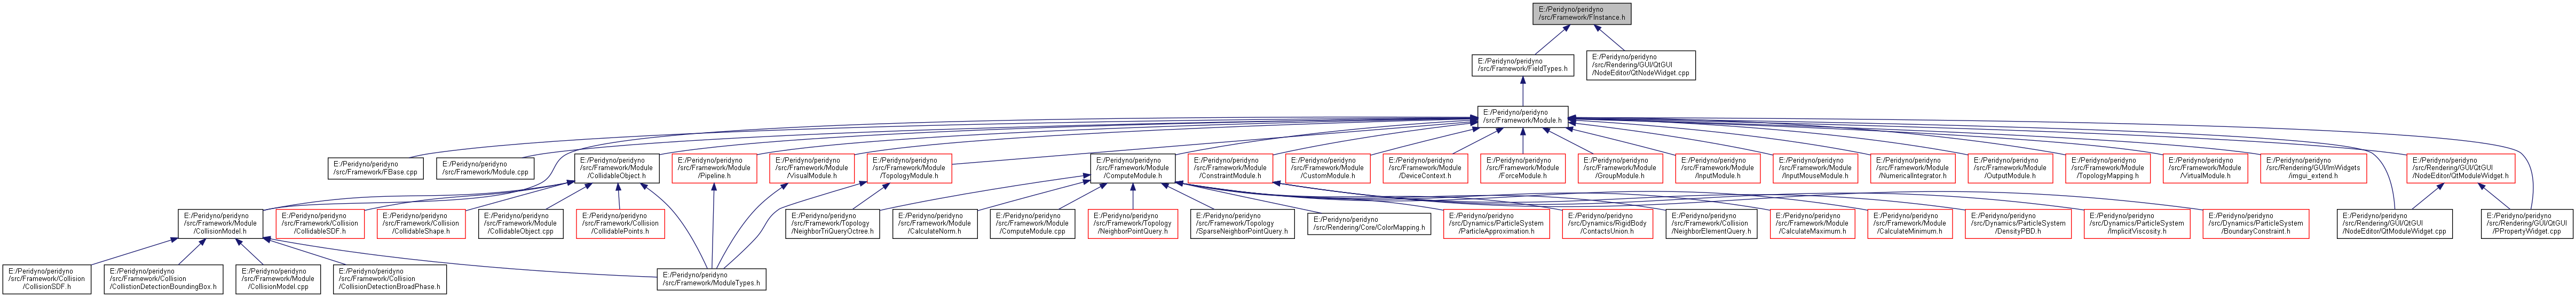 E:/Peridyno/peridyno
/src/Framework/FInstance.h
E:/Peridyno/peridyno
/src/Framework/FieldTypes.h
E:/Peridyno/peridyno
/src/Rendering/GUI/QtGUI
/NodeEditor/QtNodeWidget.cpp
E:/Peridyno/peridyno
/src/Framework/Module.h
E:/Peridyno/peridyno
/src/Framework/FBase.cpp
E:/Peridyno/peridyno
/src/Framework/Module.cpp
E:/Peridyno/peridyno
/src/Framework/Module
/CollidableObject.h
E:/Peridyno/peridyno
/src/Framework/Module
/Pipeline.h
E:/Peridyno/peridyno
/src/Framework/Module
/VisualModule.h
E:/Peridyno/peridyno
/src/Framework/Module
/TopologyModule.h
E:/Peridyno/peridyno
/src/Framework/Module
/ComputeModule.h
E:/Peridyno/peridyno
/src/Framework/Module
/ConstraintModule.h
E:/Peridyno/peridyno
/src/Framework/Module
/CustomModule.h
E:/Peridyno/peridyno
/src/Framework/Module
/DeviceContext.h
E:/Peridyno/peridyno
/src/Framework/Module
/ForceModule.h
E:/Peridyno/peridyno
/src/Framework/Module
/GroupModule.h
E:/Peridyno/peridyno
/src/Framework/Module
/InputModule.h
E:/Peridyno/peridyno
/src/Framework/Module
/InputMouseModule.h
E:/Peridyno/peridyno
/src/Framework/Module
/NumericalIntegrator.h
E:/Peridyno/peridyno
/src/Framework/Module
/OutputModule.h
E:/Peridyno/peridyno
/src/Framework/Module
/TopologyMapping.h
E:/Peridyno/peridyno
/src/Framework/Module
/VirtualModule.h
E:/Peridyno/peridyno
/src/Rendering/GUI/ImWidgets
/imgui_extend.h
E:/Peridyno/peridyno
/src/Rendering/GUI/QtGUI
/NodeEditor/QtModuleWidget.h
E:/Peridyno/peridyno
/src/Framework/Module
/CollisionModel.h
E:/Peridyno/peridyno
/src/Framework/Collision
/CollidableSDF.h
E:/Peridyno/peridyno
/src/Framework/Collision
/CollidableShape.h
E:/Peridyno/peridyno
/src/Framework/Module
/CollidableObject.cpp
E:/Peridyno/peridyno
/src/Framework/Collision
/CollidablePoints.h
E:/Peridyno/peridyno
/src/Framework/Topology
/NeighborTriQueryOctree.h
E:/Peridyno/peridyno
/src/Framework/Module
/CalculateNorm.h
E:/Peridyno/peridyno
/src/Framework/Module
/ComputeModule.cpp
E:/Peridyno/peridyno
/src/Framework/Topology
/NeighborPointQuery.h
E:/Peridyno/peridyno
/src/Framework/Topology
/SparseNeighborPointQuery.h
E:/Peridyno/peridyno
/src/Rendering/Core/ColorMapping.h
E:/Peridyno/peridyno
/src/Dynamics/ParticleSystem
/ParticleApproximation.h
E:/Peridyno/peridyno
/src/Dynamics/RigidBody
/ContactsUnion.h
E:/Peridyno/peridyno
/src/Framework/Collision
/NeighborElementQuery.h
E:/Peridyno/peridyno
/src/Framework/Module
/CalculateMaximum.h
E:/Peridyno/peridyno
/src/Framework/Module
/CalculateMinimum.h
E:/Peridyno/peridyno
/src/Dynamics/ParticleSystem
/DensityPBD.h
E:/Peridyno/peridyno
/src/Dynamics/ParticleSystem
/ImplicitViscosity.h
E:/Peridyno/peridyno
/src/Dynamics/ParticleSystem
/BoundaryConstraint.h
E:/Peridyno/peridyno
/src/Rendering/GUI/QtGUI
/NodeEditor/QtModuleWidget.cpp
E:/Peridyno/peridyno
/src/Rendering/GUI/QtGUI
/PPropertyWidget.cpp
E:/Peridyno/peridyno
/src/Framework/Collision
/CollisionSDF.h
E:/Peridyno/peridyno
/src/Framework/Collision
/CollistionDetectionBoundingBox.h
E:/Peridyno/peridyno
/src/Framework/Module
/CollisionModel.cpp
E:/Peridyno/peridyno
/src/Framework/Collision
/CollistionDetectionBroadPhase.h
E:/Peridyno/peridyno
/src/Framework/ModuleTypes.h